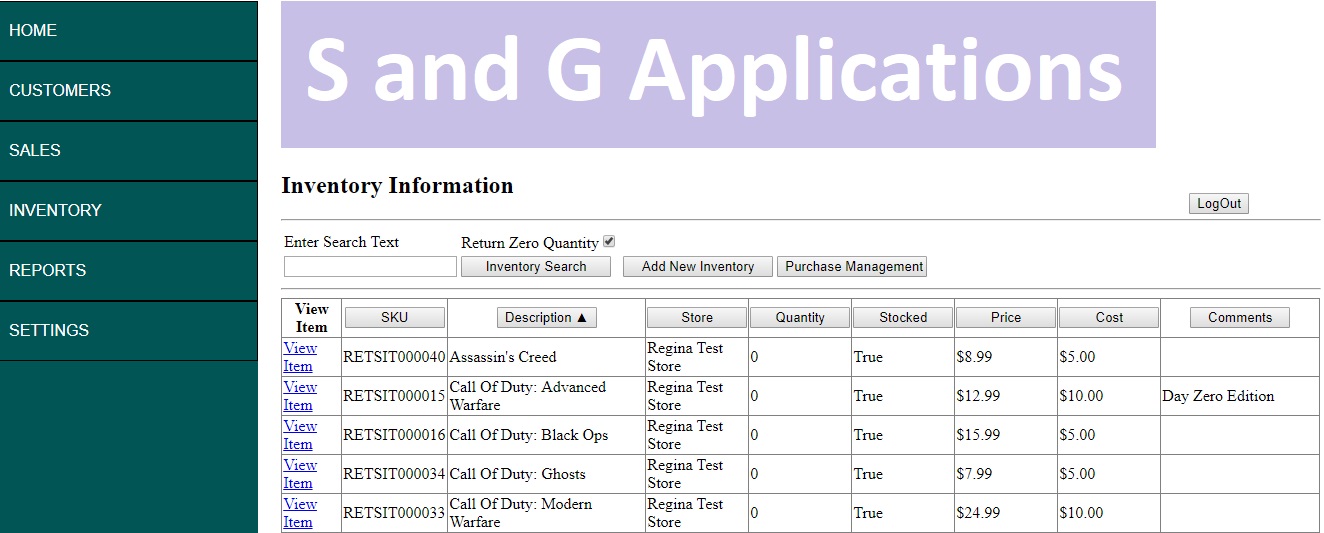 HOME
CUSTOMERS
SALES
INVENTORY
REPORTS
SETTINGS
S and G Applications
Inventory Information
LogOut
Enter Search Text Return Zero Quantity
Inventory Search Add New Inventory Purchase Management
View Item SKU Description ▲ Store Quantity Stocked Price Cost Comments
View Item RETSIT000040 Assassin's Creed Regina Test Store 0 True $8.99 $5.00
View Item RETSIT000015 Call Of Duty: Advanced Warfare Regina Test Store 0 True $12.99 $10.00 Day Zero Edition
View Item RETSIT000016 Call Of Duty: Black Ops Regina Test Store 0 True $15.99 $5.00
View Item RETSIT000034 Call Of Duty: Ghosts Regina Test Store 0 True $7.99 $5.00
View Item RETSIT000033 Call Of Duty: Modern Warfare Regina Test Store 0 True $24.99 $10.00